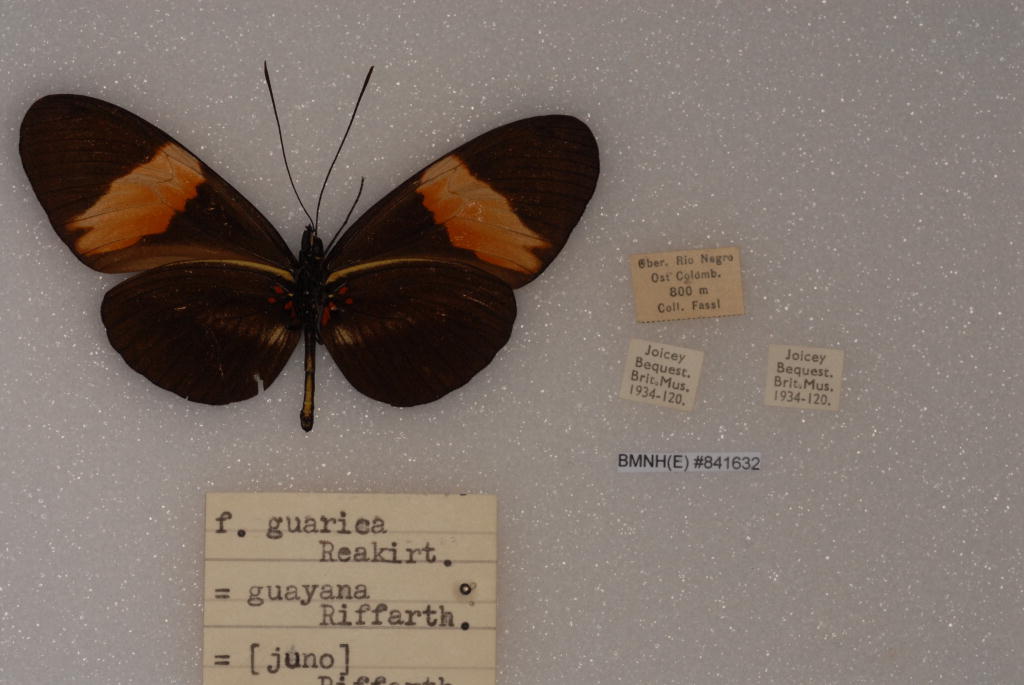 Ober. Rio Negro
Ost Colomb.
800 m
Coll. Fassl
Joicey
Bequest.
Brit. Mus.
1934-120.
Joicey
Bequest.
Brit. Mus.
1934-120.
BMNH(E) #841632
f. guarica
Reakirt.
= guayana
Riffarth.
= [juno]
Riffarth